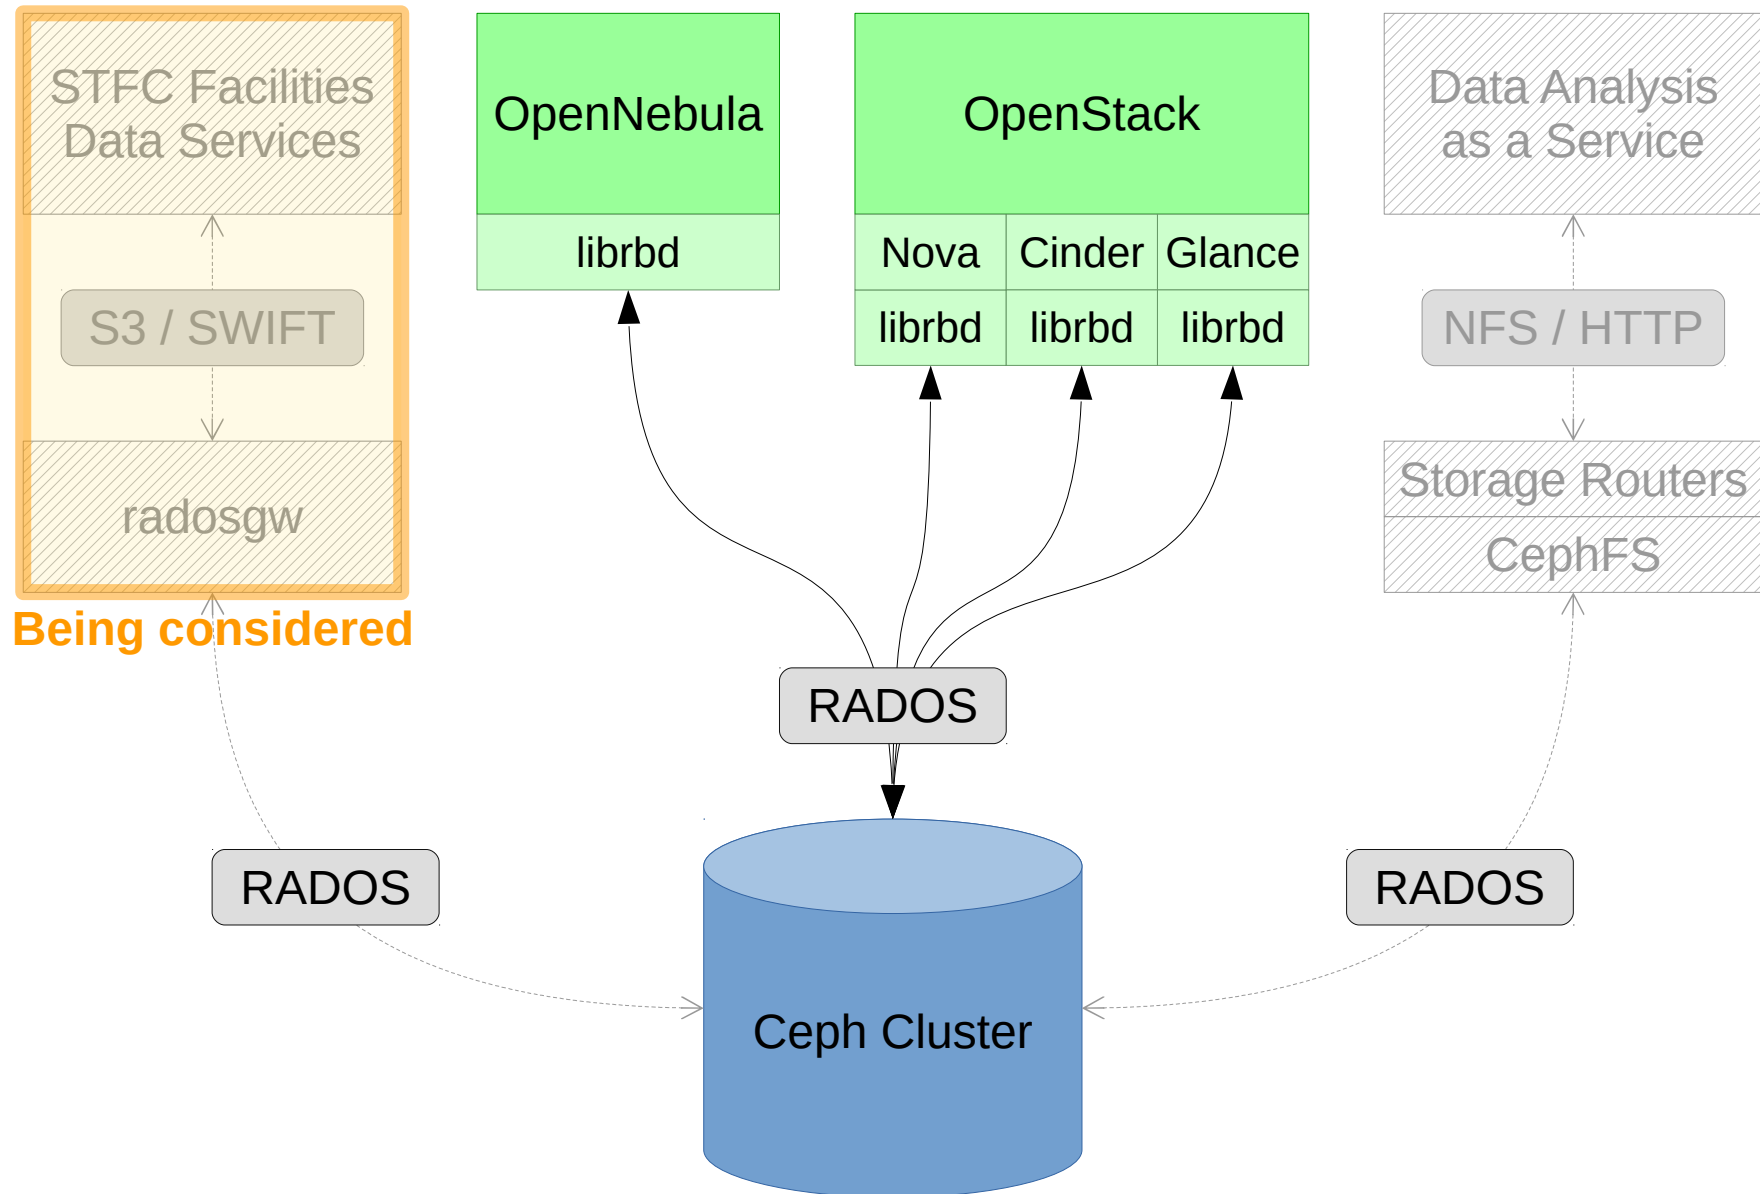 STFC Facilities
Data Services
OpenNebula
OpenStack
Data Analysis
as a Service
librbd
Nova
Cinder
Glance
S3 / SWIFT
librbd
librbd
librbd
NFS / HTTP
radosgw
Storage Routers
CephFS
Being considered
RADOS
RADOS
RADOS
Ceph Cluster